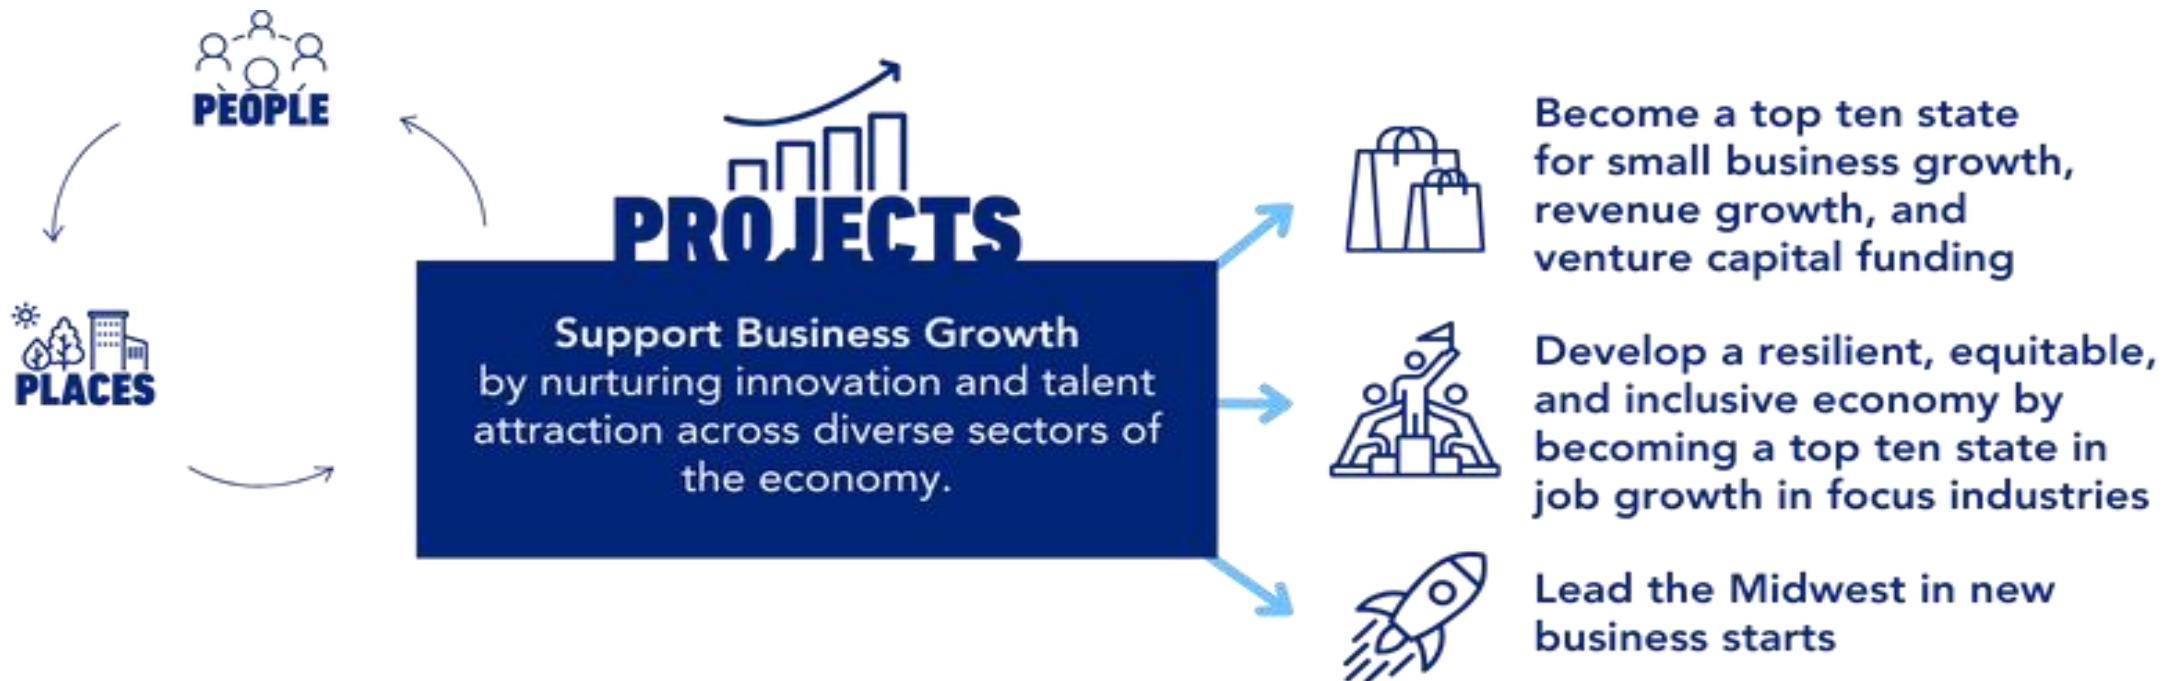 PEOPLE
PLACES
PROJECTS
Support Business Growth
by nurturing innovation and talent
attraction across diverse sectors of
the economy.
Become a top ten state
for small business growth,
revenue growth, and
venture capital funding
Develop a resilient, equitable,
and inclusive economy by
becoming a top ten state in
job growth in focus industries
Lead the Midwest in new
business starts